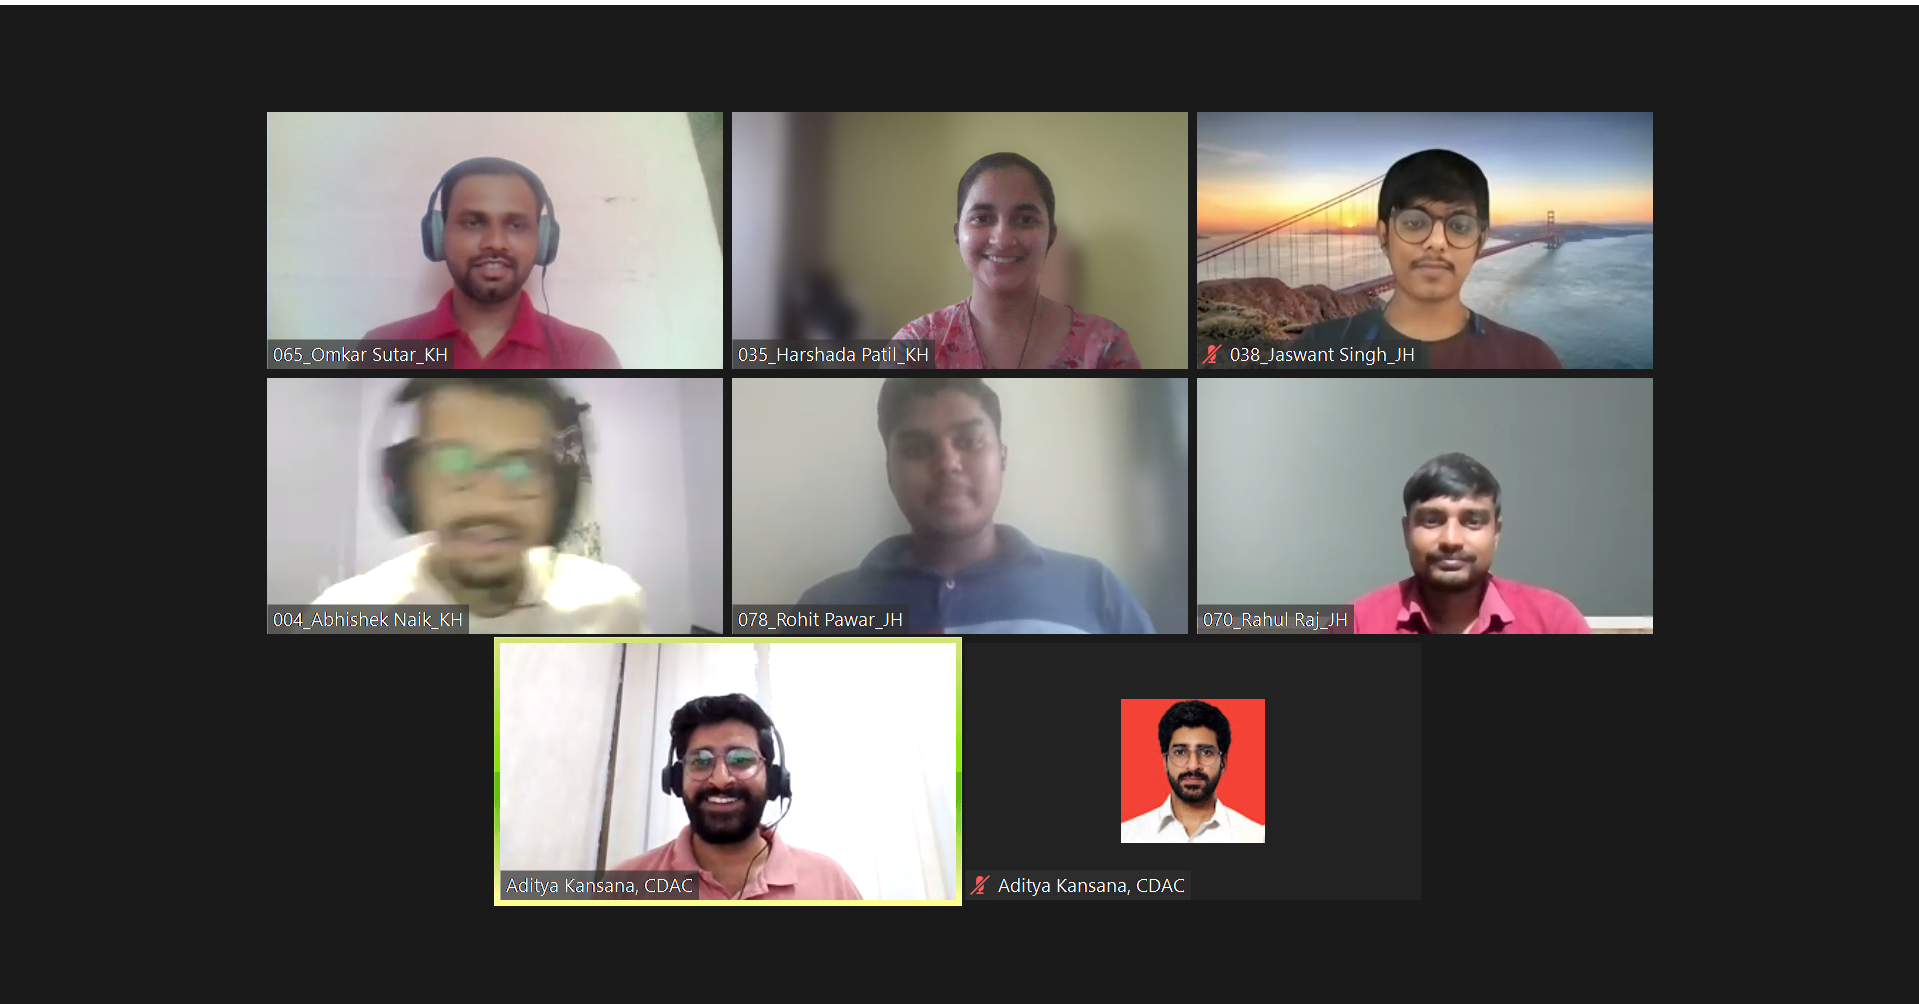 065_Omkar Sutar_KH
035_Harshada Patil_KH
038_Jaswant Singh_JH
004_Abhishek Naik_KH
078_Rohit Pawar_JH
070_Rahul Raj_JH
Aditya Kansana, CDAC
Aditya Kansana, CDAC